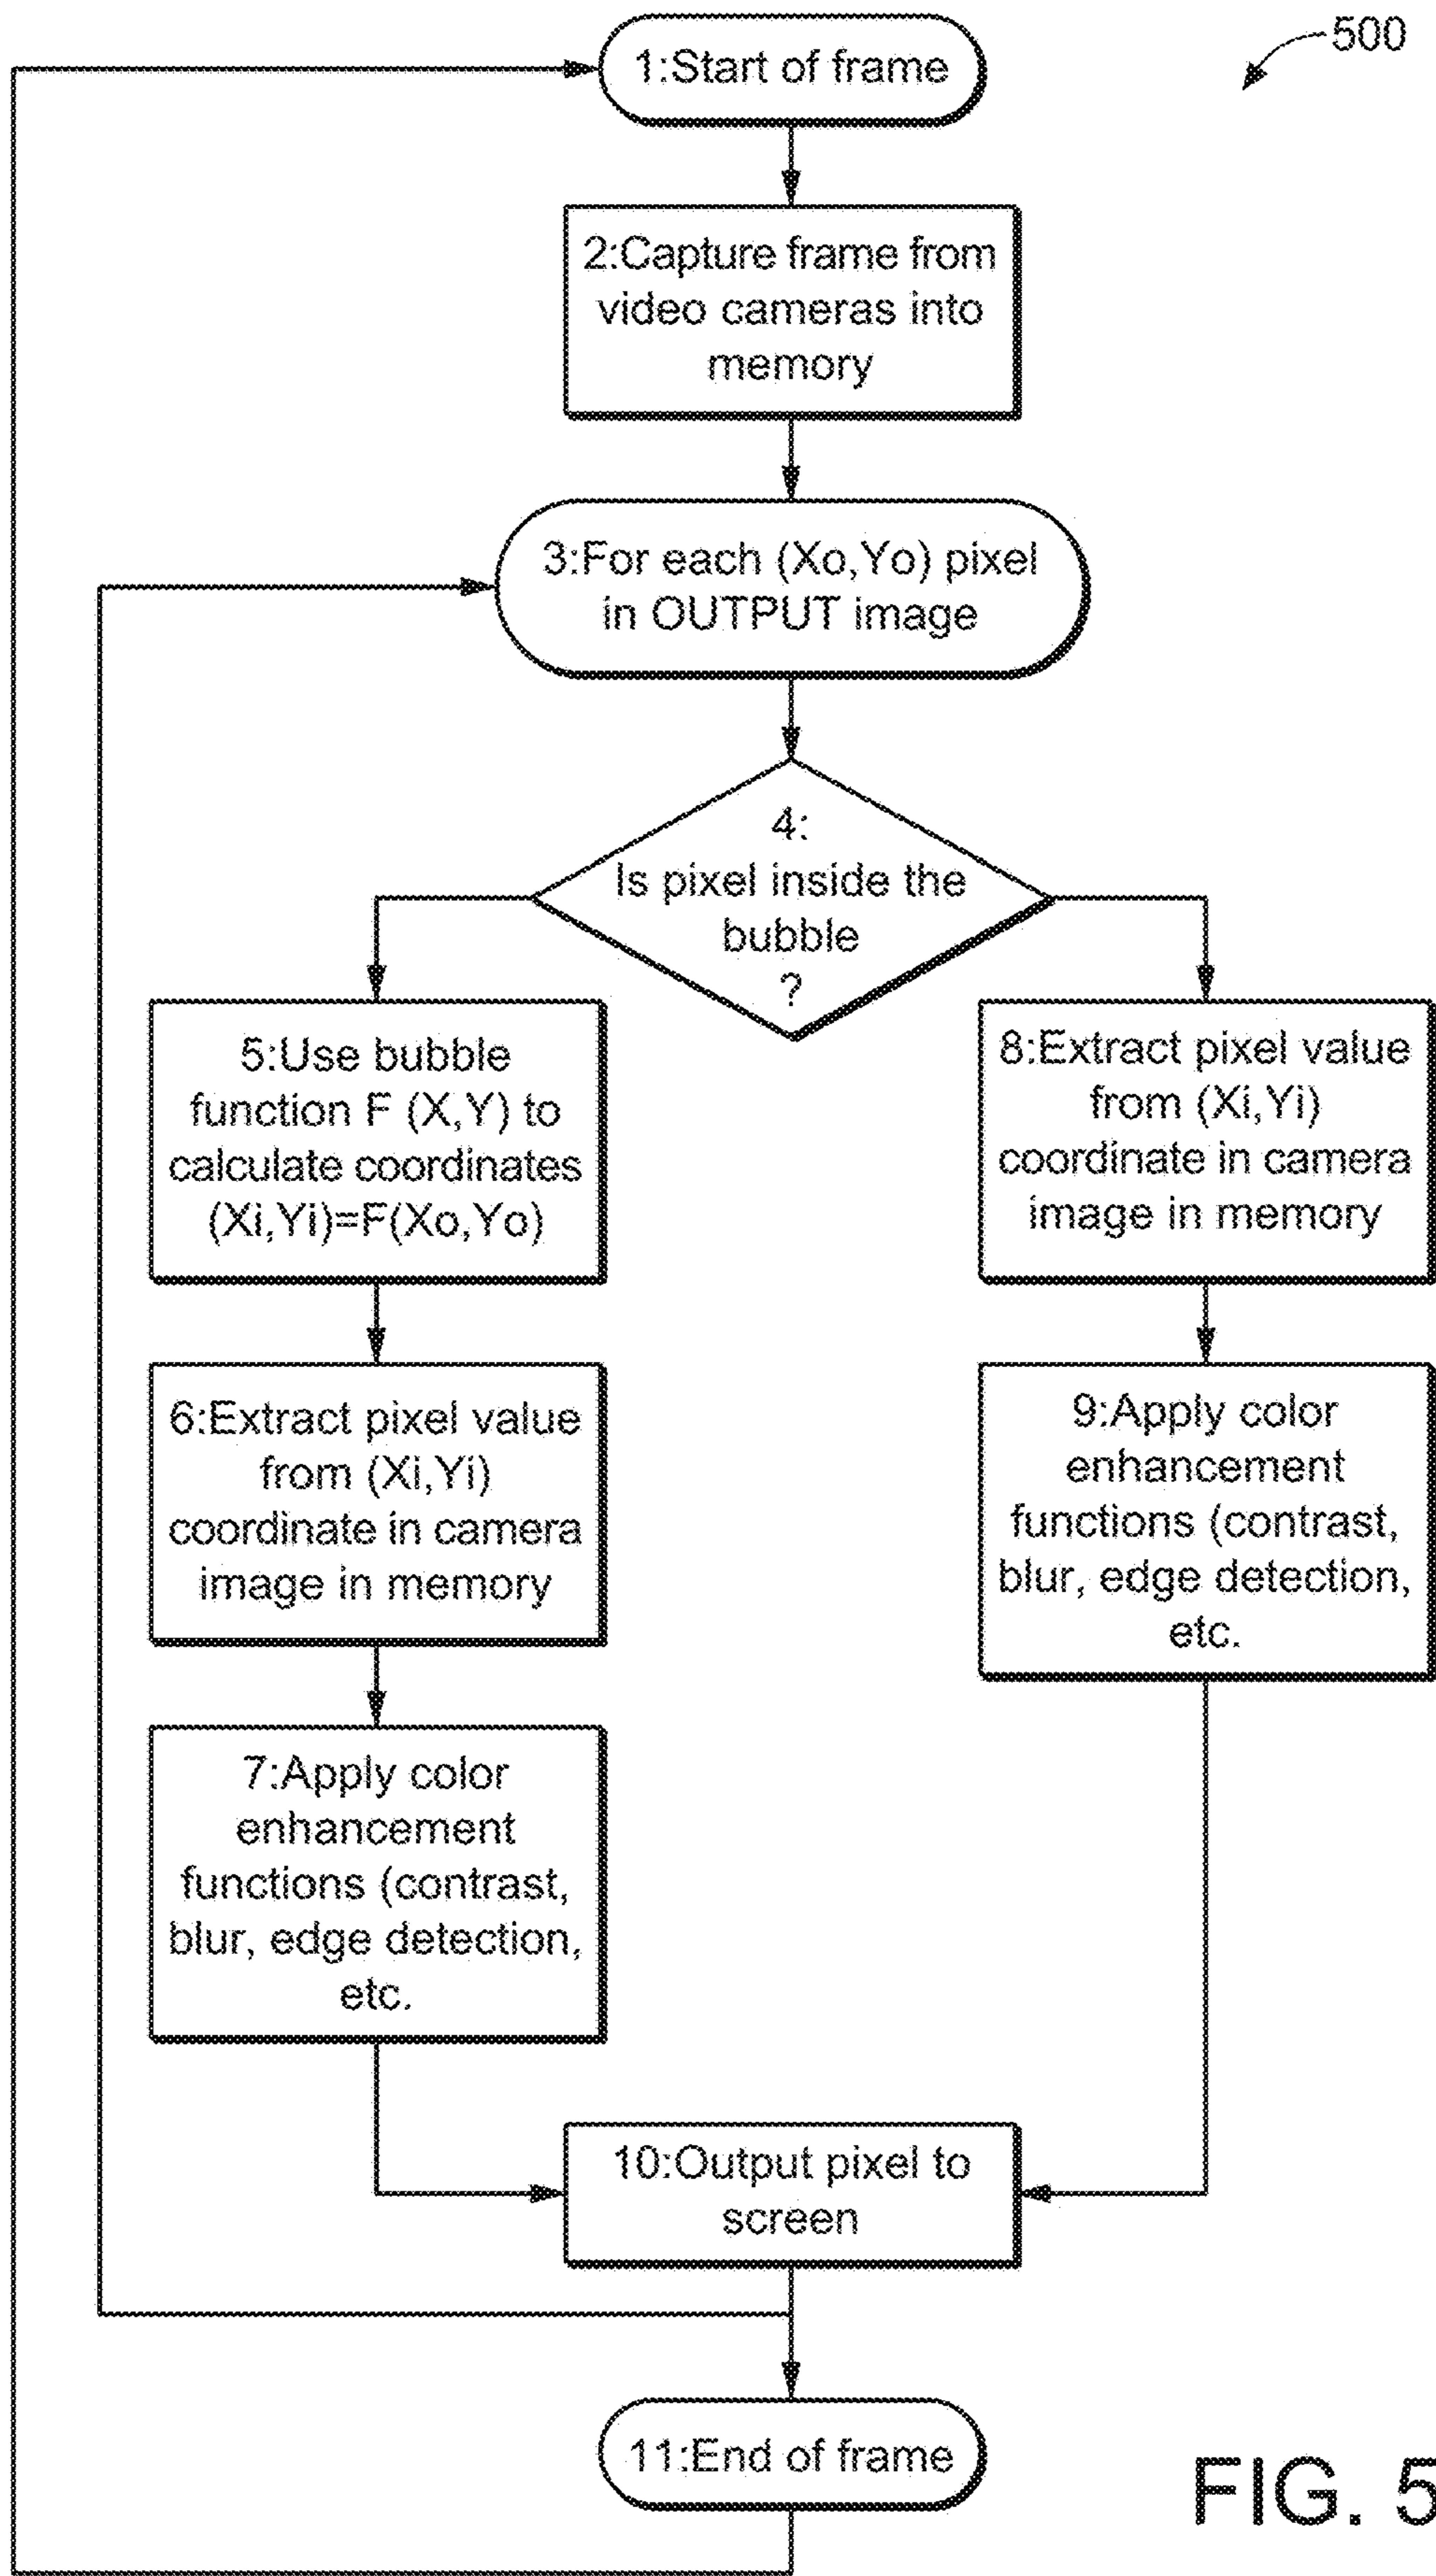 500
1:Start of frame
2:Capture frame from
video cameras into
memory
3:For each (Xo,Yo) pixel
in OUTPUT image
4:
Is pixel inside the
bubble
?
5:Use bubble
function F (X,Y) to
calculate coordinates
(Xi,Yi)=F(Xo,Yo)
6:Extract pixel value
from (Xi,Yi)
coordinate in camera
image in memory
7:Apply color
enhancement
functions (contrast,
blur, edge detection,
etc.
8:Extract pixel value
from (Xi,Yi)
coordinate in camera
image in memory
9:Apply color
enhancement
functions (contrast,
blur, edge detection,
etc.
10:Output pixel to
screen
11:End of frame
FIG. 5